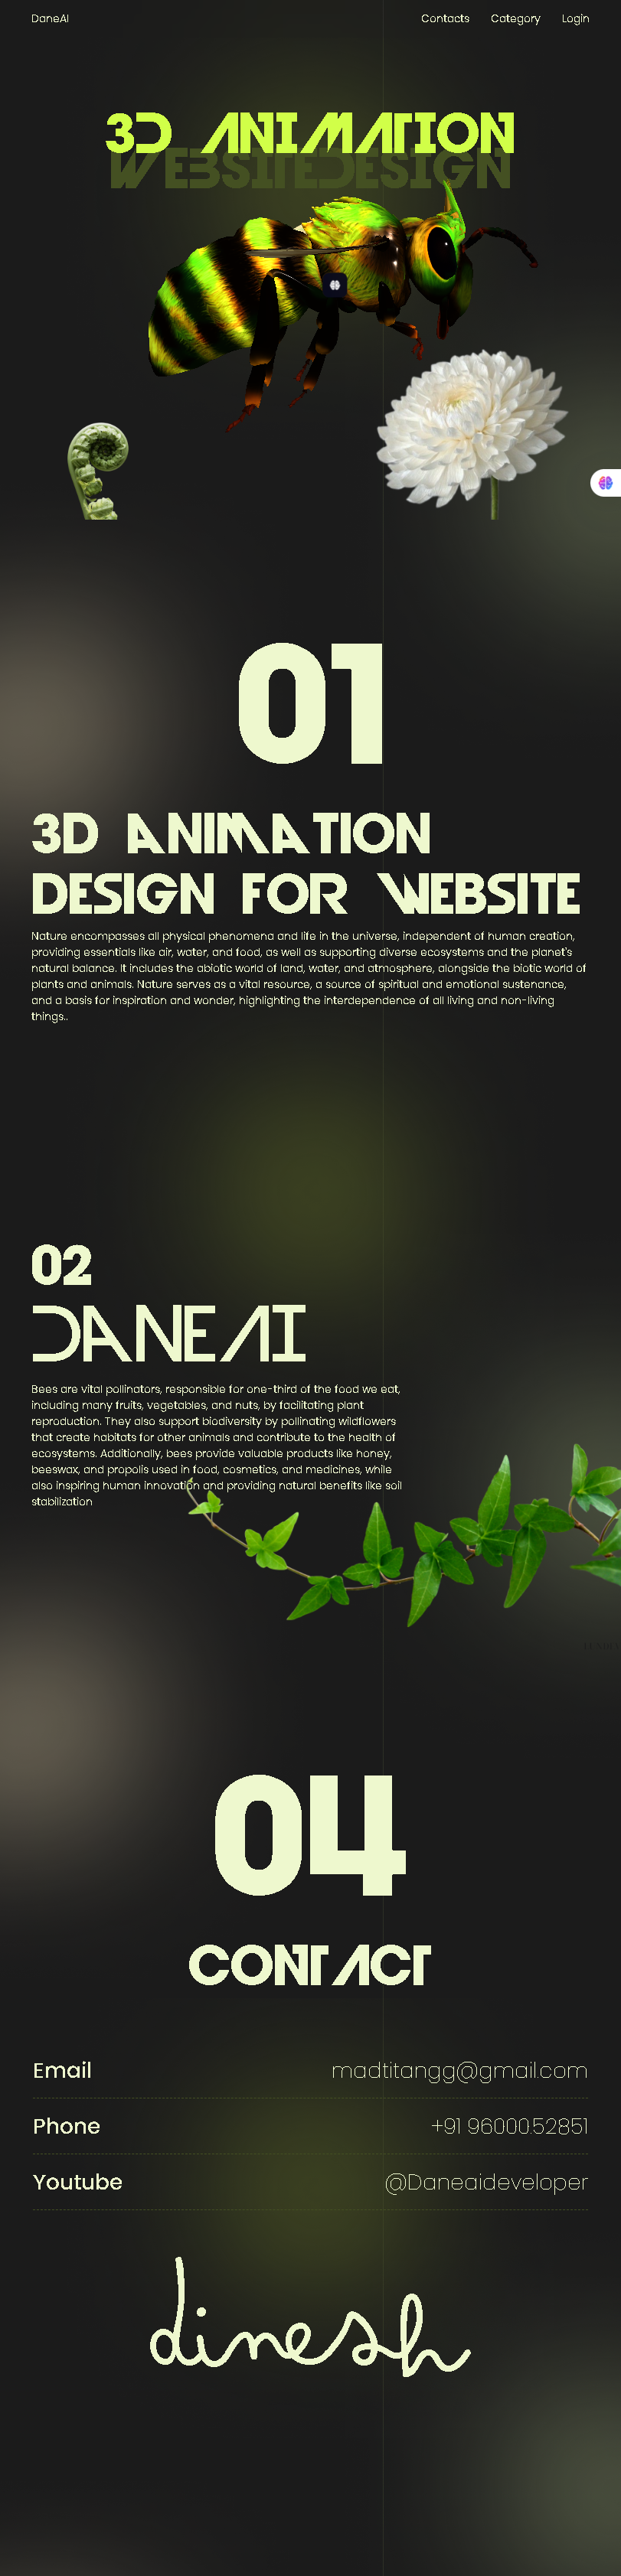 DaneAI
Contacts
Category
Login
3D ANIMATION
WEBSITEDESIGN
01
3D ANIMATION
DESIGN FOR WEBSITE
Nature encompasses all physical phenomena and life in the universe, independent of human creation,
providing essentials like air, water, and food, as well as supporting diverse ecosystems and the planet's
natural balance. It includes the abiotic world of land, water, and atmosphere, alongside the biotic world of
plants and animals. Nature serves as a vital resource, a source of spiritual and emotional sustenance,
and a basis for inspiration and wonder, highlighting the interdependence of all living and non-living
things..
02
DANEAI
Bees are vital pollinators, responsible for one-third of the food we eat,
including many fruits, vegetables, and nuts, by facilitating plant
reproduction. They also support biodiversity by pollinating wildflowers
that create habitats for other animals and contribute to the health of
ecosystems. Additionally, bees provide valuable products like honey,
beeswax, and propolis used in food, cosmetics, and medicines, while
also inspiring human innovation and providing natural benefits like soil
stabilization
04
CONTACT
Email
madtitangg@gmail.com
Phone
+91 96000.52851
Youtube
@Daneaideveloper
dinesh